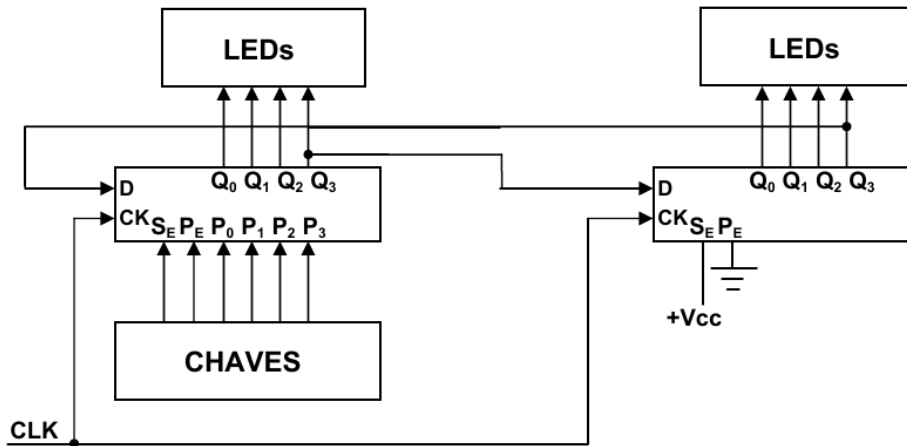 LEDs
LEDs
Q0 Q1 Q2 Q3
D
CK
SE PE P0 P1 P2 P3
Q0 Q1 Q2 Q3
D
CK
SE PE
+Vcc
CHAVES
CLK